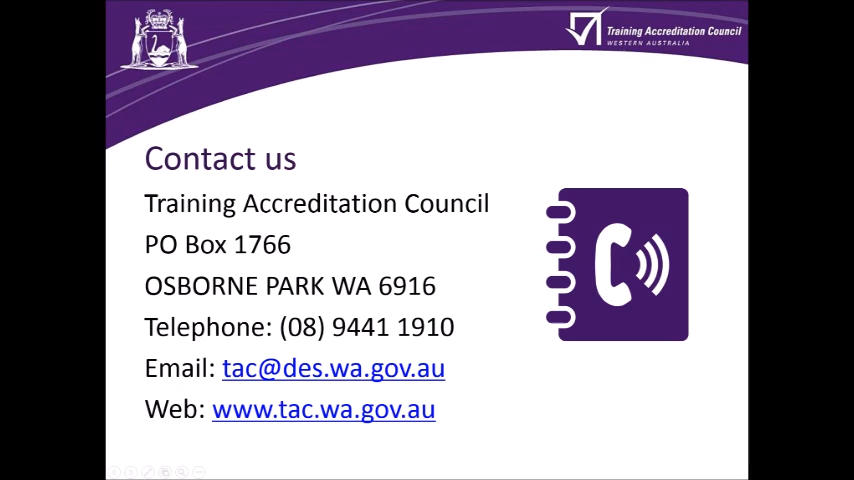 Training Accreditation Council
WESTERN AUSTRALIA
Contact us
Training Accreditation Council
PO Box 1766
OSBORNE PARK WA 6916
Telephone: (08) 9441 1910
Email: tac@des.wa.gov.au
Web: www.tac.wa.gov.au